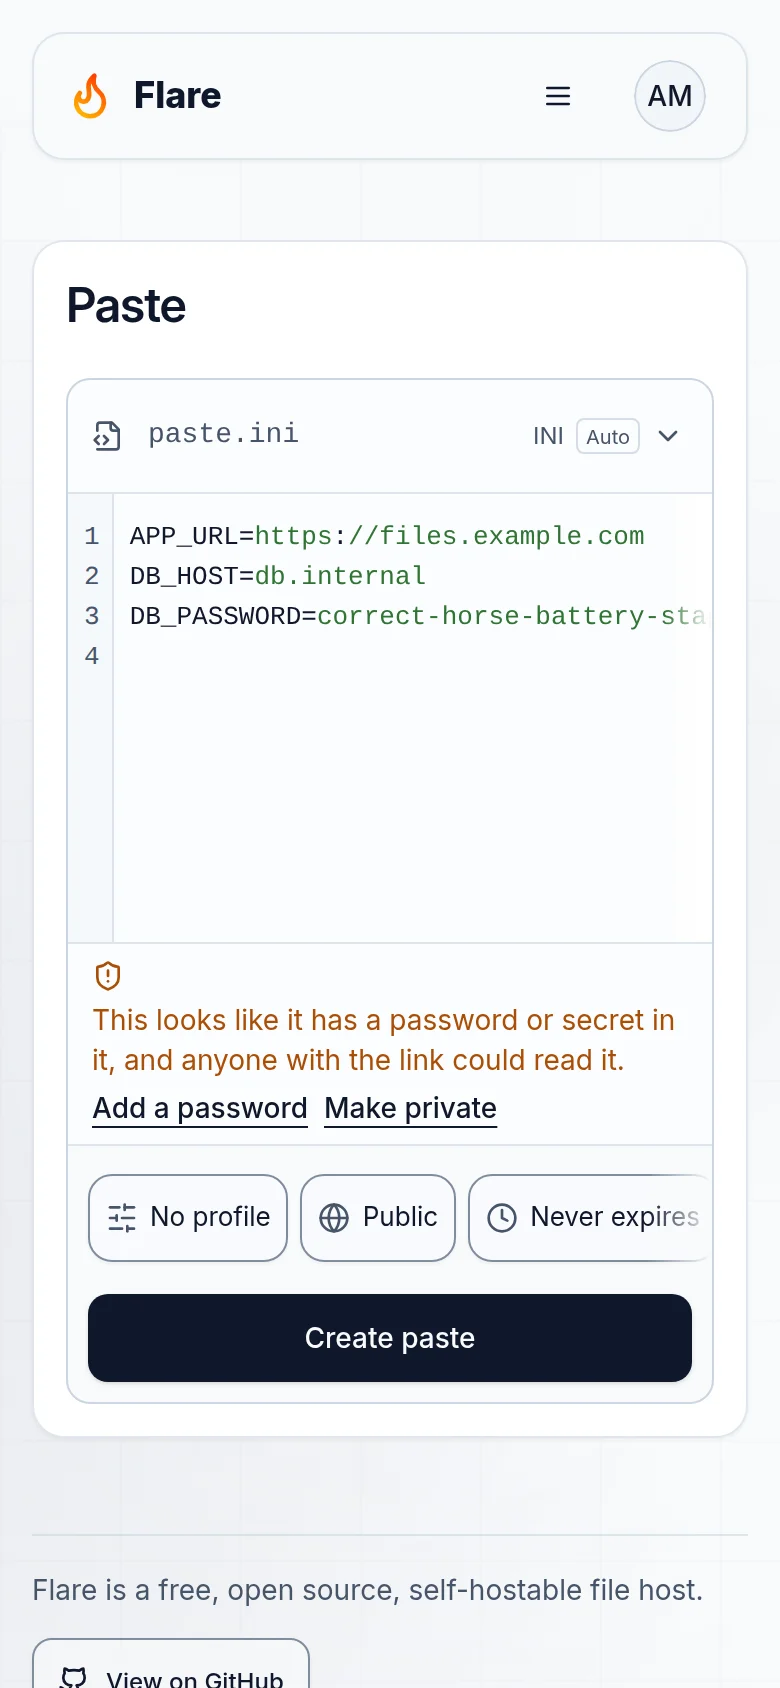 Flare
AM
Paste
paste.ini
INI Auto
1 APP_URL=https://files.example.com
2 DB_HOST=db.internal
3 DB_PASSWORD=correct-horse-battery-sta
4
This looks like it has a password or secret in
it, and anyone with the link could read it.
Add a password Make private
No profile Public Never expires
Create paste
Flare is a free, open source, self-hostable file host.
View on GitHub